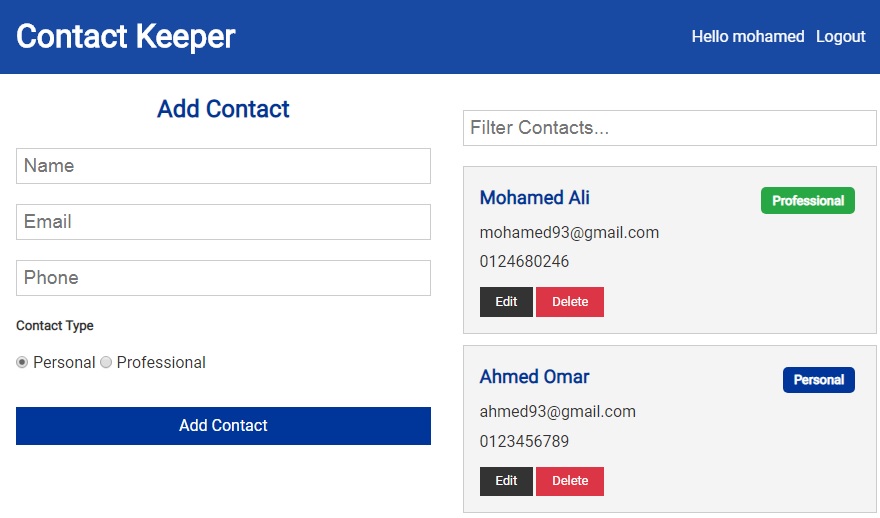 Contact Keeper
Hello mohamed Logout
Add Contact
Name
Email
Phone
Contact Type
Personal Professional
Add Contact
Filter Contacts...
Mohamed Ali Professional
mohamed93@gmail.com
0124680246
Edit Delete
Ahmed Omar Personal
ahmed93@gmail.com
0123456789
Edit Delete